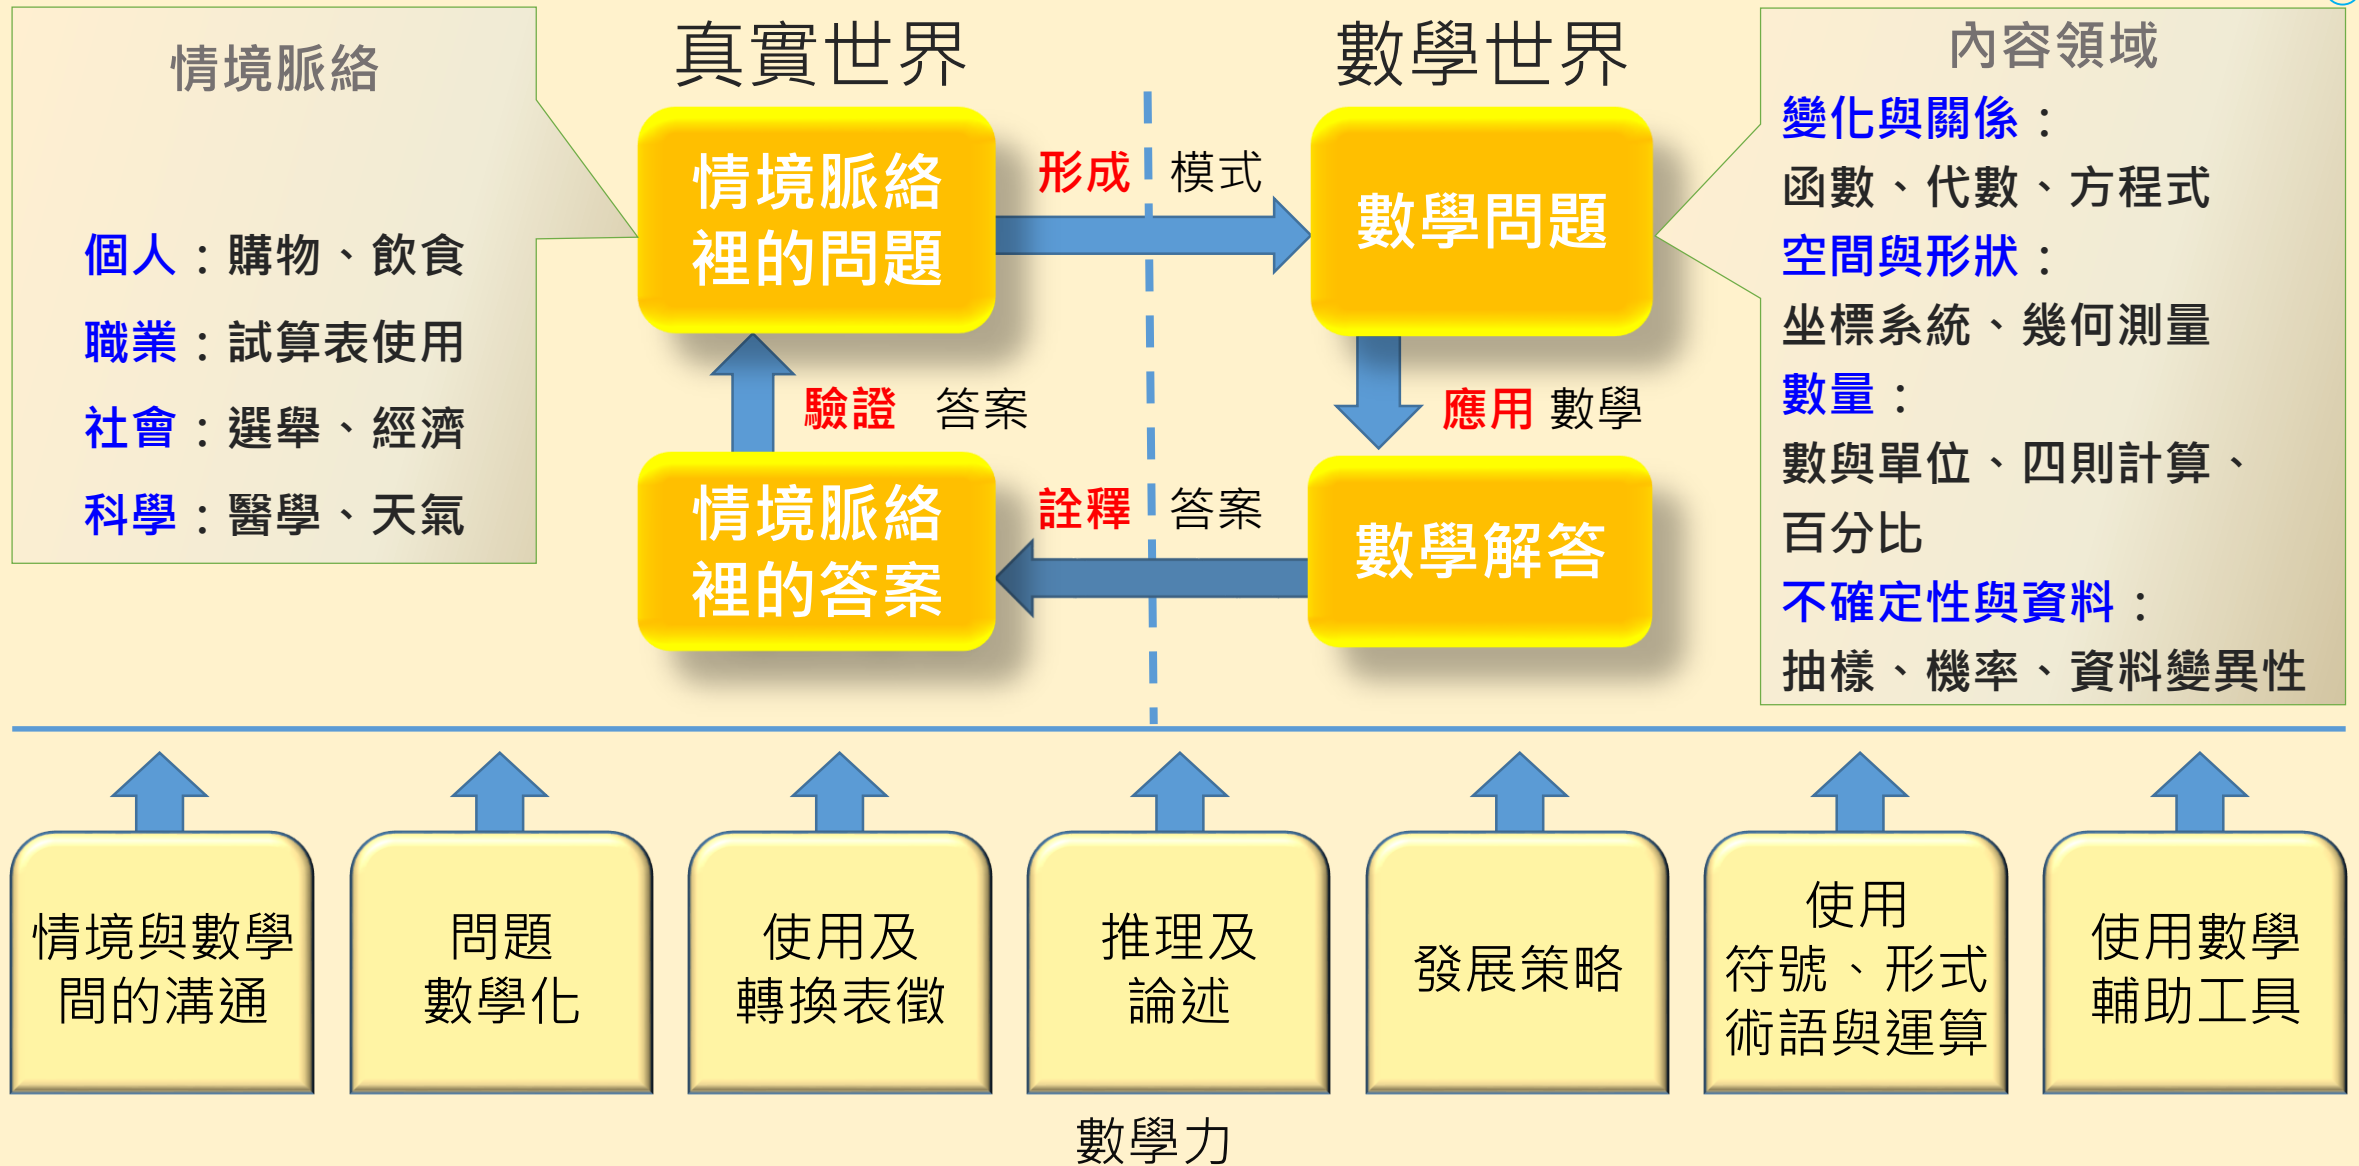 情境脈絡
個人：購物、飲食
職業：試算表使用
社會：選舉、經濟
科學：醫學、天氣
真實世界
數學世界
情境脈絡
裡的問題
形成 模式
數學問題
驗證 答案
應用 數學
情境脈絡
裡的答案
詮釋 答案
數學解答
內容領域
變化與關係：
函數、代數、方程式
空間與形狀：
坐標系統、幾何測量
數量：
數與單位、四則計算、
百分比
不確定性與資料：
抽樣、機率、資料變異性
情境與數學
間的溝通
問題
數學化
使用及
轉換表徵
推理及
論述
發展策略
使用
符號、形式
術語與運算
使用數學
輔助工具
數學力